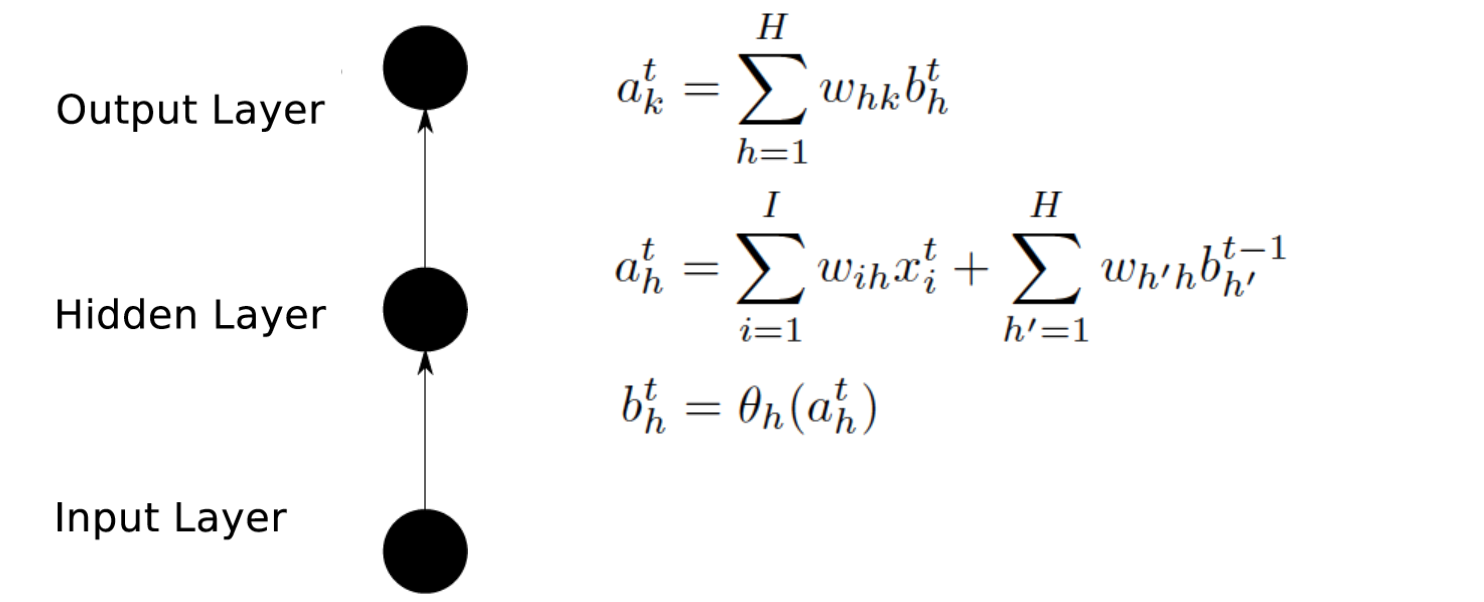 Output Layer
a_k^t = \sum_{h=1}^{H} w_{hk} b_h^t
Hidden Layer
a_h^t = \sum_{i=1}^{I} w_{ih} x_i^t + \sum_{h'=1}^{H} w_{h'h} b_{h'}^{t-1}
b_h^t = \theta_h(a_h^t)
Input Layer